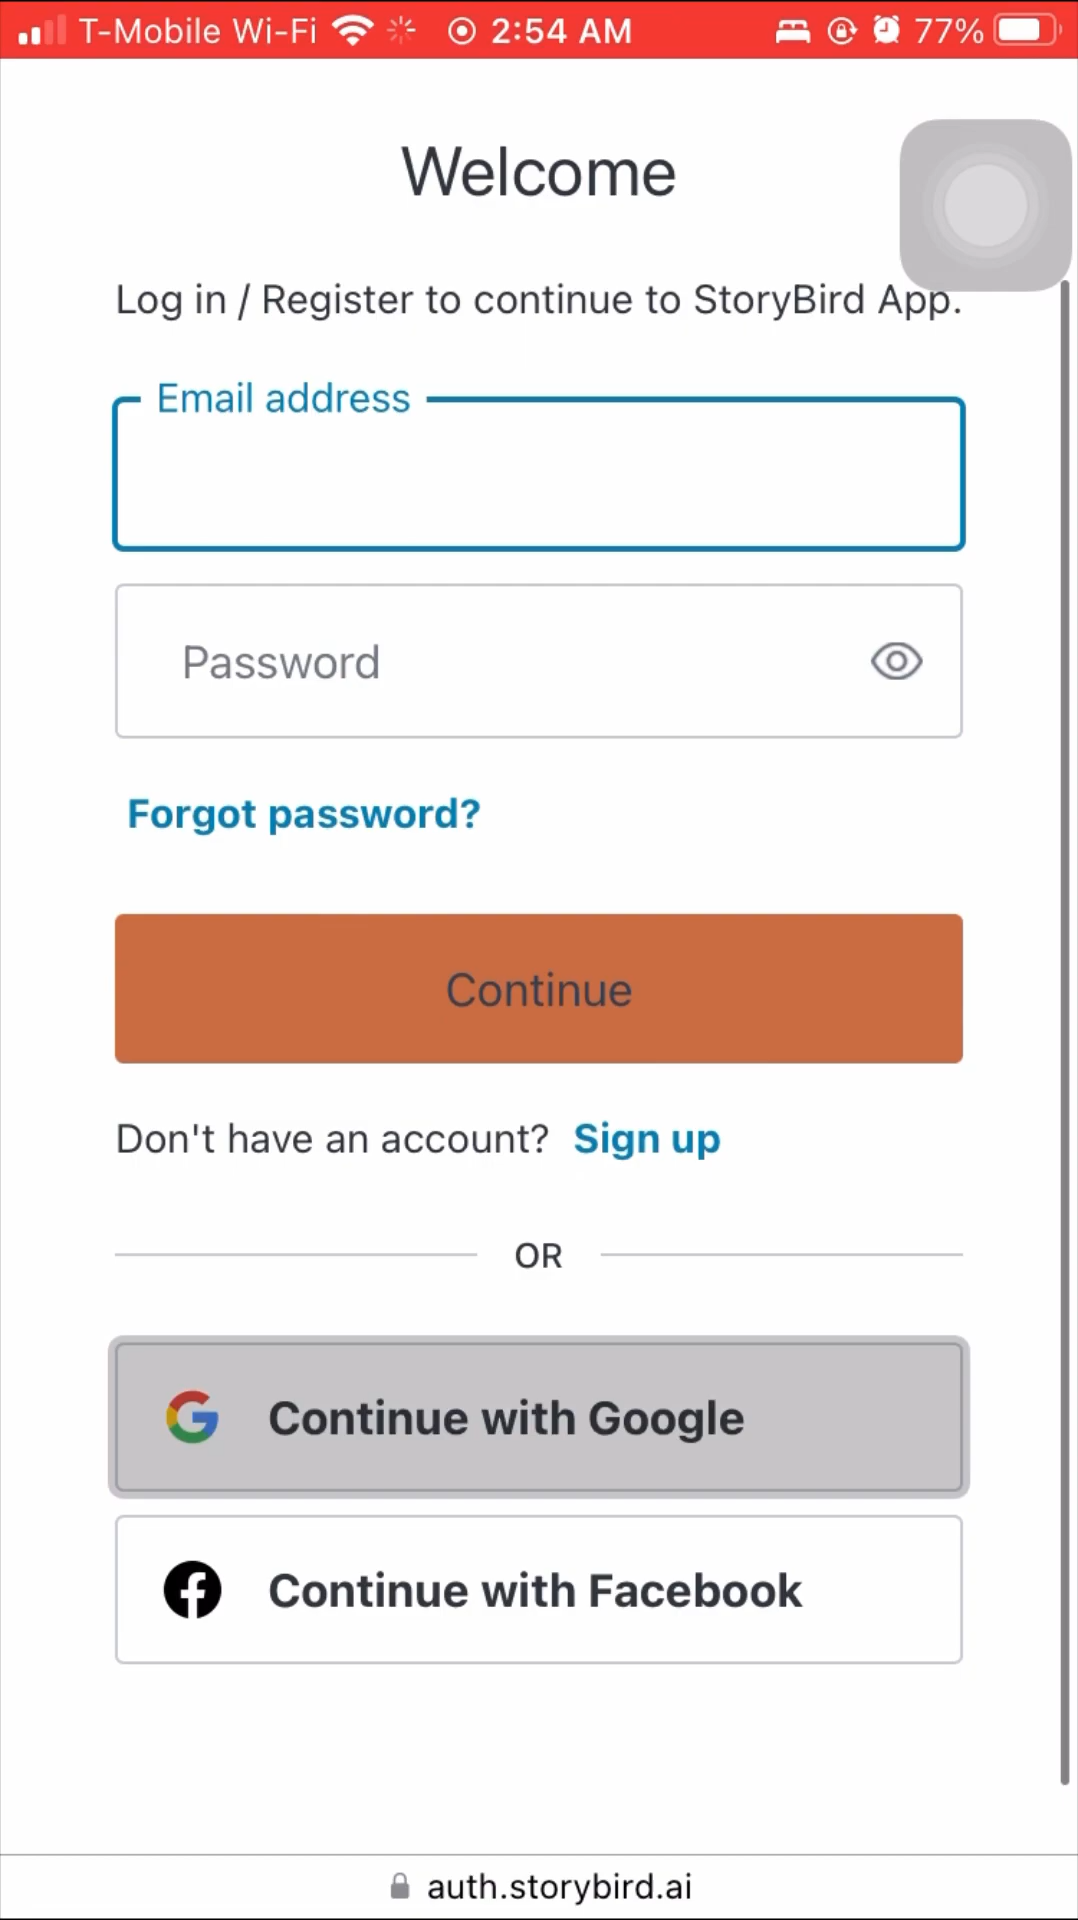 T-Mobile Wi-Fi 2:54 AM 77%
Welcome
Log in / Register to continue to StoryBird App.
Email address
Password
Forgot password?
Continue
Don't have an account? Sign up
OR
Continue with Google
Continue with Facebook
auth.storybird.ai